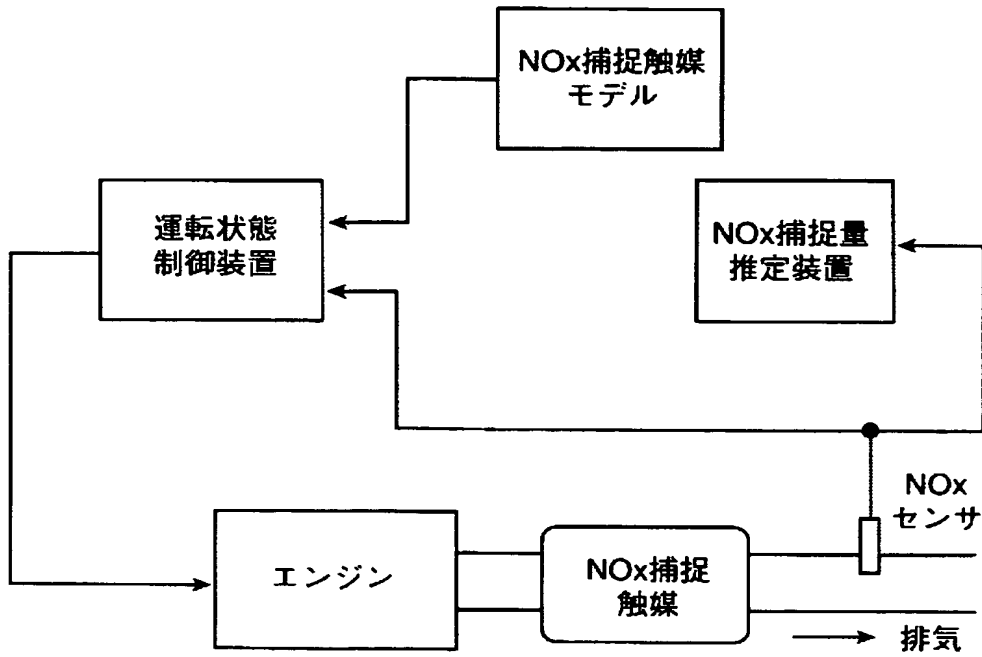 NOx捕捉触媒
モデル
運転状態
制御装置
NOx捕捉量
推定装置
NOx
センサ
エンジン
NOx捕捉
触媒
排気